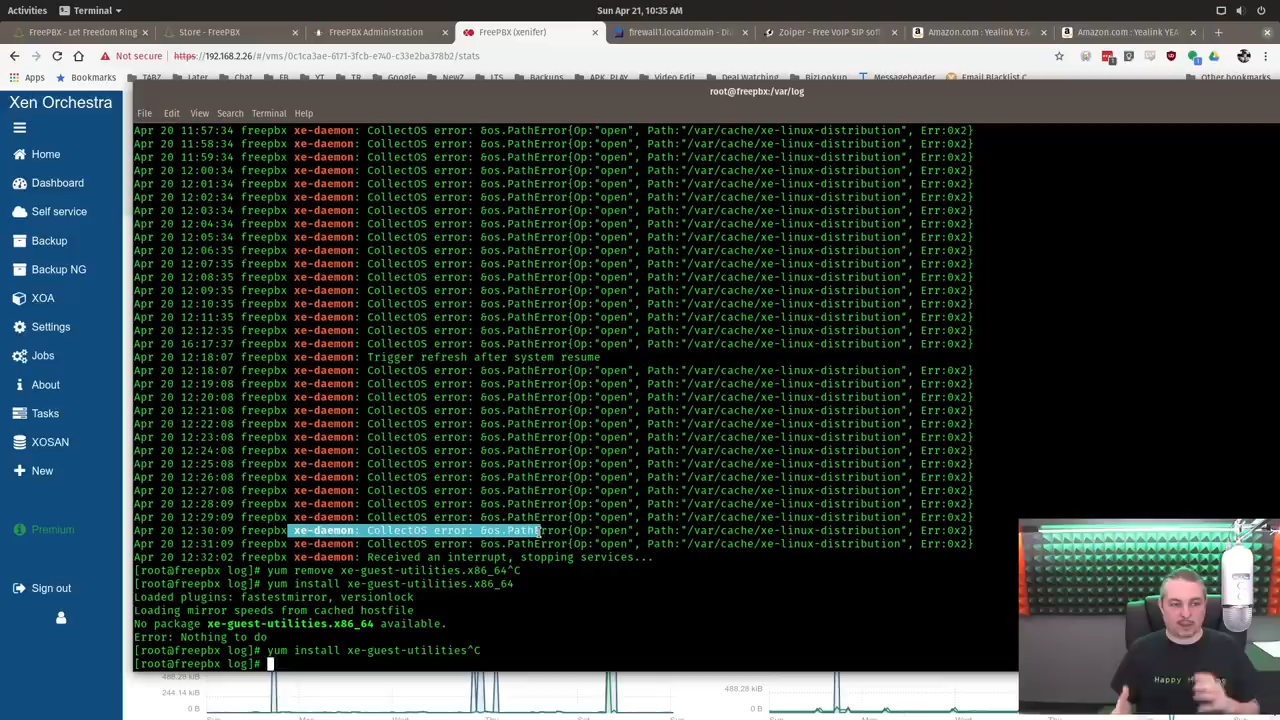 Activities
Terminal
Sun Apr 21, 10:35 AM
FreePBX - Let Freedom Ring
Store - FreePBX
FreePBX Administration
FreePBX (xenifer)
firewall1.localdomain - Di
Zoiper - Free VOIP SIP sof
Amazon.com : Yealink YEA
Amazon.com : Yealink YEA
Not secure
https://192.168.2.26/#/vms/0c1ca3ae-6171-3fcb-e740-c33e2ba378b2/stats
Apps
Bookmarks
TABZ
Later
Chat
FB
YT
TR
Google
NewZ
LTS
Backups
APK_PLAY
Video Edit
Deal Watching
BizLookup
Messageheader
Email Blacklist C
Other bookmarks
Xen Orchestra
Home
Dashboard
Self service
Backup
Backup NG
XOA
Settings
Jobs
About
Tasks
XOSAN
New
Premium
Sign out
root@freepbx:/var/log
File Edit View Search Terminal Help
Apr 20 11:57:34 freepbx xe-daemon: CollectOS error: &os.PathError{Op:"open", Path:"/var/cache/xe-linux-distribution", Err:0x2}
Apr 20 11:58:34 freepbx xe-daemon: CollectOS error: &os.PathError{Op:"open", Path:"/var/cache/xe-linux-distribution", Err:0x2}
Apr 20 11:59:34 freepbx xe-daemon: CollectOS error: &os.PathError{Op:"open", Path:"/var/cache/xe-linux-distribution", Err:0x2}
Apr 20 12:00:34 freepbx xe-daemon: CollectOS error: &os.PathError{Op:"open", Path:"/var/cache/xe-linux-distribution", Err:0x2}
Apr 20 12:01:34 freepbx xe-daemon: CollectOS error: &os.PathError{Op:"open", Path:"/var/cache/xe-linux-distribution", Err:0x2}
Apr 20 12:02:34 freepbx xe-daemon: CollectOS error: &os.PathError{Op:"open", Path:"/var/cache/xe-linux-distribution", Err:0x2}
Apr 20 12:03:34 freepbx xe-daemon: CollectOS error: &os.PathError{Op:"open", Path:"/var/cache/xe-linux-distribution", Err:0x2}
Apr 20 12:04:34 freepbx xe-daemon: CollectOS error: &os.PathError{Op:"open", Path:"/var/cache/xe-linux-distribution", Err:0x2}
Apr 20 12:05:34 freepbx xe-daemon: CollectOS error: &os.PathError{Op:"open", Path:"/var/cache/xe-linux-distribution", Err:0x2}
Apr 20 12:06:35 freepbx xe-daemon: CollectOS error: &os.PathError{Op:"open", Path:"/var/cache/xe-linux-distribution", Err:0x2}
Apr 20 12:07:35 freepbx xe-daemon: CollectOS error: &os.PathError{Op:"open", Path:"/var/cache/xe-linux-distribution", Err:0x2}
Apr 20 12:08:35 freepbx xe-daemon: CollectOS error: &os.PathError{Op:"open", Path:"/var/cache/xe-linux-distribution", Err:0x2}
Apr 20 12:09:35 freepbx xe-daemon: CollectOS error: &os.PathError{Op:"open", Path:"/var/cache/xe-linux-distribution", Err:0x2}
Apr 20 12:10:35 freepbx xe-daemon: CollectOS error: &os.PathError{Op:"open", Path:"/var/cache/xe-linux-distribution", Err:0x2}
Apr 20 12:11:35 freepbx xe-daemon: CollectOS error: &os.PathError{Op:"open", Path:"/var/cache/xe-linux-distribution", Err:0x2}
Apr 20 12:12:35 freepbx xe-daemon: CollectOS error: &os.PathError{Op:"open", Path:"/var/cache/xe-linux-distribution", Err:0x2}
Apr 20 16:17:37 freepbx xe-daemon: CollectOS error: &os.PathError{Op:"open", Path:"/var/cache/xe-linux-distribution", Err:0x2}
Apr 20 12:18:07 freepbx xe-daemon: Trigger refresh after system resume
Apr 20 12:18:07 freepbx xe-daemon: CollectOS error: &os.PathError{Op:"open", Path:"/var/cache/xe-linux-distribution", Err:0x2}
Apr 20 12:19:08 freepbx xe-daemon: CollectOS error: &os.PathError{Op:"open", Path:"/var/cache/xe-linux-distribution", Err:0x2}
Apr 20 12:20:08 freepbx xe-daemon: CollectOS error: &os.PathError{Op:"open", Path:"/var/cache/xe-linux-distribution", Err:0x2}
Apr 20 12:21:08 freepbx xe-daemon: CollectOS error: &os.PathError{Op:"open", Path:"/var/cache/xe-linux-distribution", Err:0x2}
Apr 20 12:22:08 freepbx xe-daemon: CollectOS error: &os.PathError{Op:"open", Path:"/var/cache/xe-linux-distribution", Err:0x2}
Apr 20 12:23:08 freepbx xe-daemon: CollectOS error: &os.PathError{Op:"open", Path:"/var/cache/xe-linux-distribution", Err:0x2}
Apr 20 12:24:08 freepbx xe-daemon: CollectOS error: &os.PathError{Op:"open", Path:"/var/cache/xe-linux-distribution", Err:0x2}
Apr 20 12:25:08 freepbx xe-daemon: CollectOS error: &os.PathError{Op:"open", Path:"/var/cache/xe-linux-distribution", Err:0x2}
Apr 20 12:26:08 freepbx xe-daemon: CollectOS error: &os.PathError{Op:"open", Path:"/var/cache/xe-linux-distribution", Err:0x2}
Apr 20 12:27:08 freepbx xe-daemon: CollectOS error: &os.PathError{Op:"open", Path:"/var/cache/xe-linux-distribution", Err:0x2}
Apr 20 12:28:09 freepbx xe-daemon: CollectOS error: &os.PathError{Op:"open", Path:"/var/cache/xe-linux-distribution", Err:0x2}
Apr 20 12:29:09 freepbx xe-daemon: CollectOS error: &os.PathError{Op:"open", Path:"/var/cache/xe-linux-distribution", Err:0x2}
Apr 20 12:30:09 freepbx xe-daemon: CollectOS error: &os.PathError{Op:"open", Path:"/var/cache/xe-linux-distribution", Err:0x2}
Apr 20 12:31:09 freepbx xe-daemon: CollectOS error: &os.PathError{Op:"open", Path:"/var/cache/xe-linux-distribution", Err:0x2}
Apr 20 12:32:02 freepbx xe-daemon: Received an interrupt, stopping services...
[root@freepbx log]# yum remove xe-guest-utilities.x86_64^C
[root@freepbx log]# yum install xe-guest-utilities.x86_64
Loaded plugins: fastestmirror, versionlock
Loading mirror speeds from cached hostfile
No package xe-guest-utilities.x86_64 available.
Error: Nothing to do
[root@freepbx log]# yum install xe-guest-utilities^C
[root@freepbx log]#
488.28 kB
244.14 kB
0 B
488.28 kB
0 B
Happy